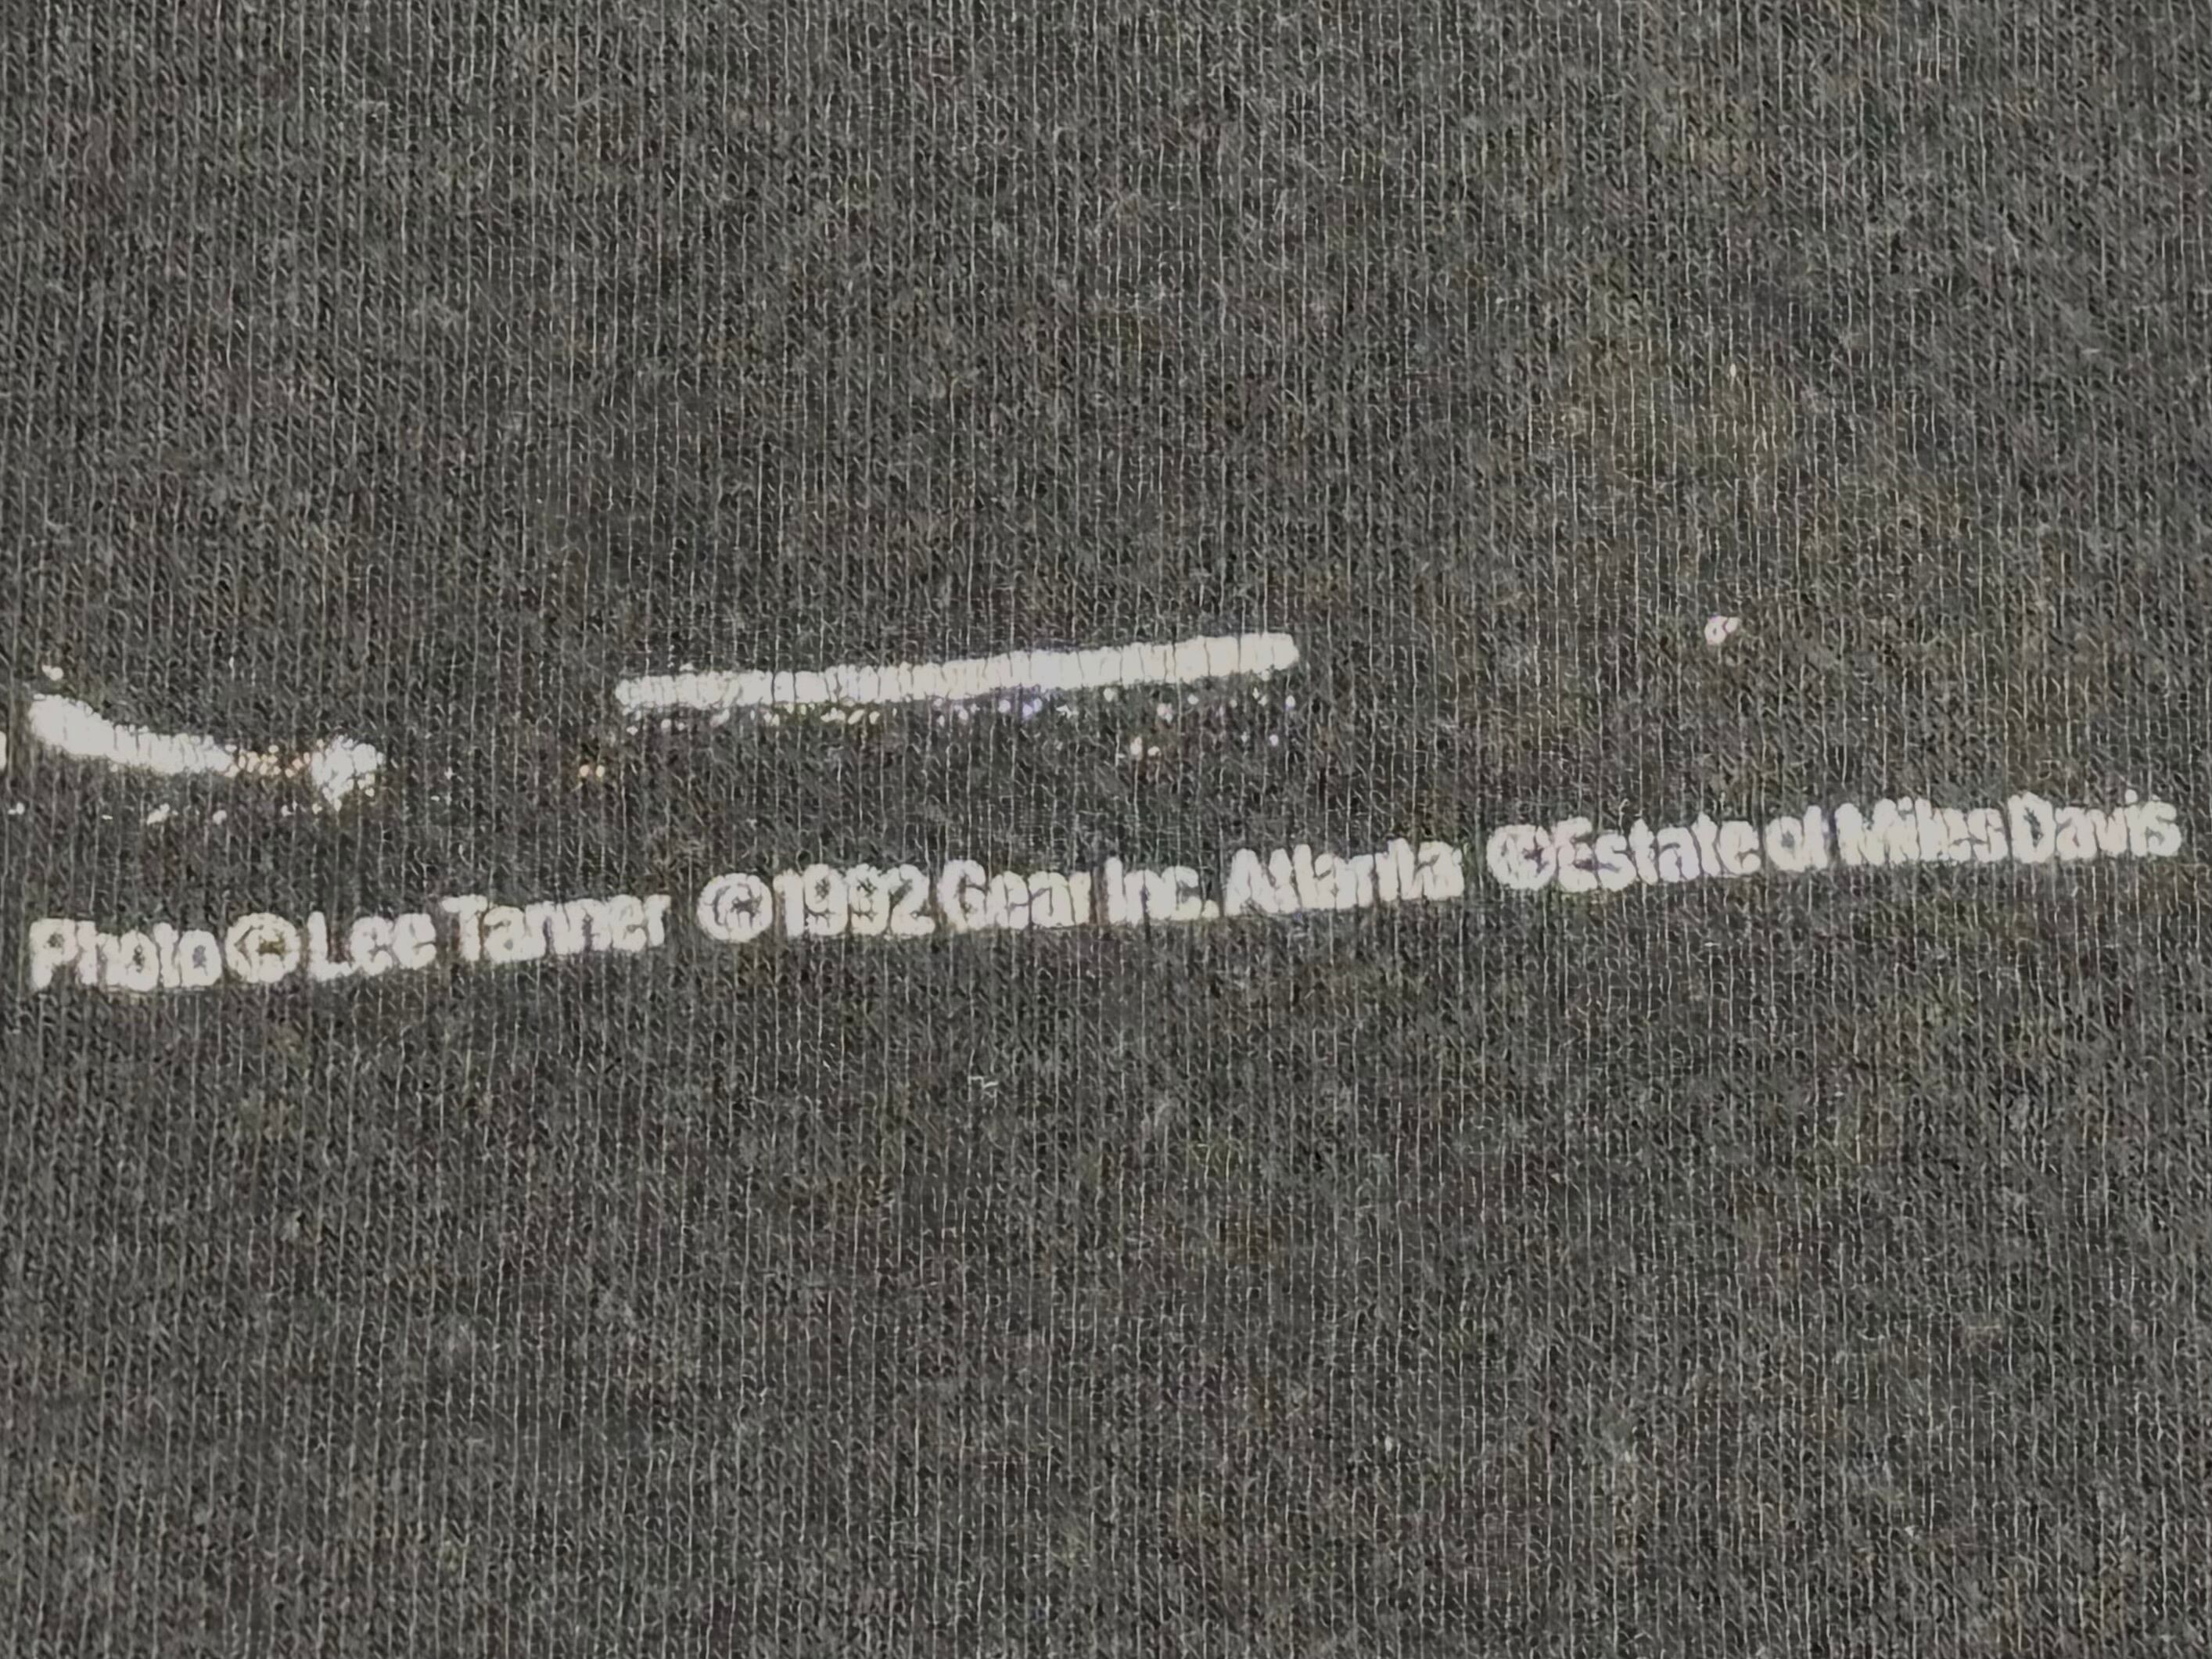 Photo © Lee Tanner © 1992 Gear Inc. Atlanta © Estate of Miles Davis